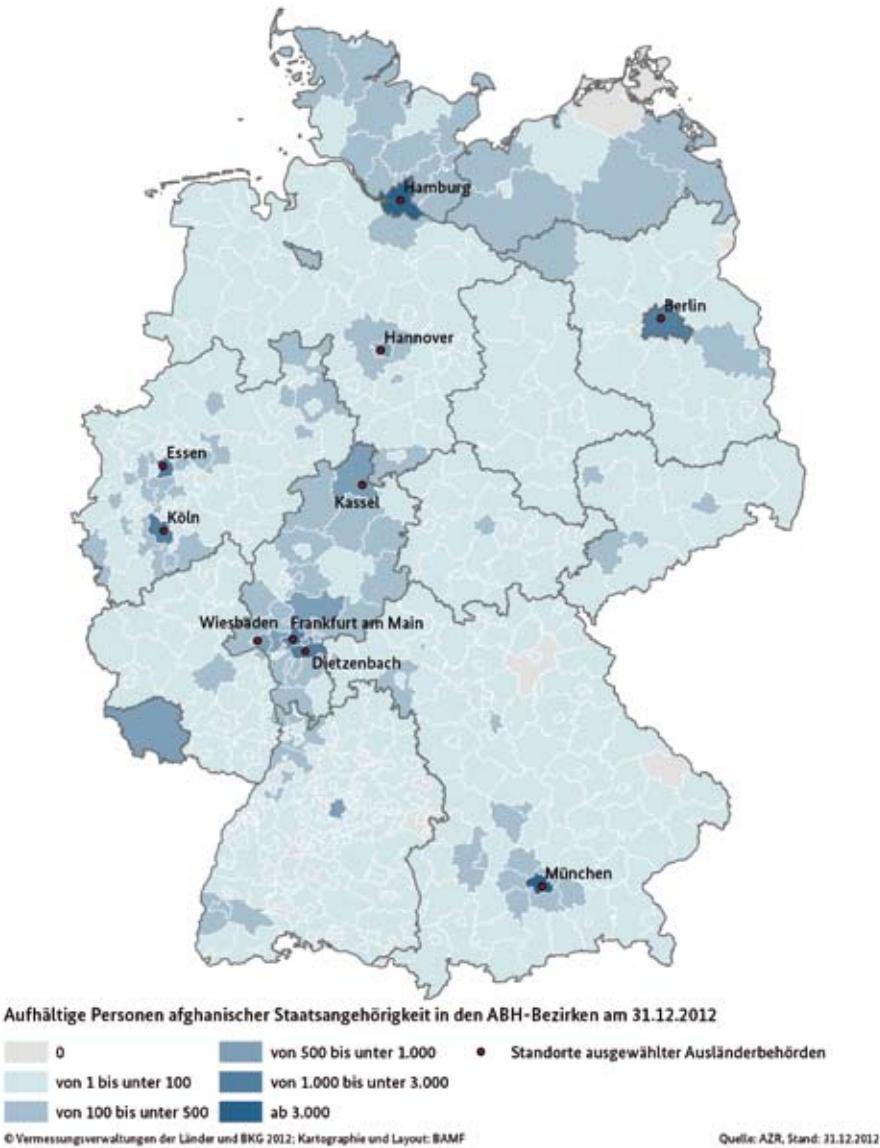 Hamburg
Berlin
Hannover
Essen
Kassel
Köln
Wiesbaden
Frankfurt am Main
Dietzenbach
München
Aufhältige Personen afghanischer Staatsangehörigkeit in den ABH-Bezirken am 31.12.2012
0
von 500 bis unter 1.000
Standorte ausgewählter Ausländerbehörden
von 1 bis unter 100
von 1.000 bis unter 3.000
von 100 bis unter 500
ab 3.000
© Vermessungsverwaltungen der Länder und BKG 2012; Kartographie und Layout: BAMF
Quelle: AZR, Stand: 31.12.2012